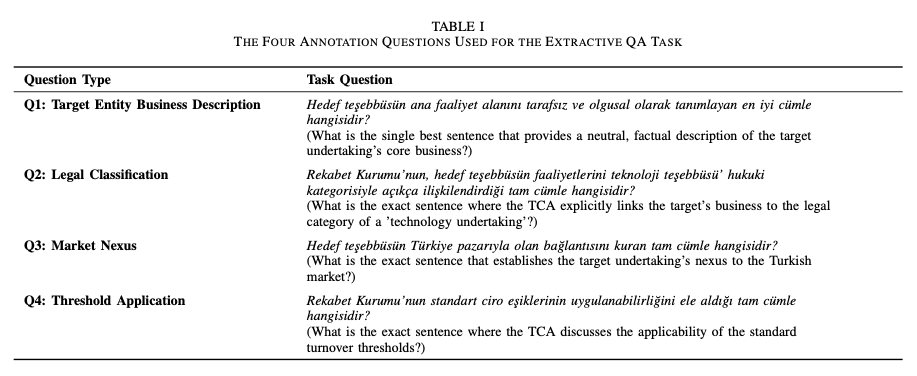 TABLE I
THE FOUR ANNOTATION QUESTIONS USED FOR THE EXTRACTIVE QA TASK
Question Type Task Question
Q1: Target Entity Business Description Hedef teşebbüsün ana faaliyet alanını tarafsız ve olgusal olarak tanımlayan en iyi cümle
hangisidir?
(What is the single best sentence that provides a neutral, factual description of the target
undertaking's core business?)
Q2: Legal Classification Rekabet Kurumu'nun, hedef teşebbüsün faaliyetlerini teknoloji teşebbüsü' hukuki
kategorisiyle açıkça ilişkilendirdiği tam cümle hangisidir?
(What is the exact sentence where the TCA explicitly links the target's business to the legal
category of a 'technology undertaking'?)
Q3: Market Nexus Hedef teşebbüsün Türkiye pazarıyla olan bağlantısını kuran tam cümle hangisidir?
(What is the exact sentence that establishes the target undertaking's nexus to the Turkish
market?)
Q4: Threshold Application Rekabet Kurumu'nun standart ciro eşiklerinin uygulanabilirliğini ele aldığı tam cümle
hangisidir?
(What is the exact sentence where the TCA discusses the applicability of the standard
turnover thresholds?)